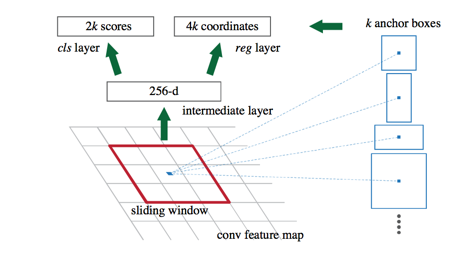 2k scores
4k coordinates
k anchor boxes
cls layer
reg layer
256-d
intermediate layer
sliding window
conv feature map